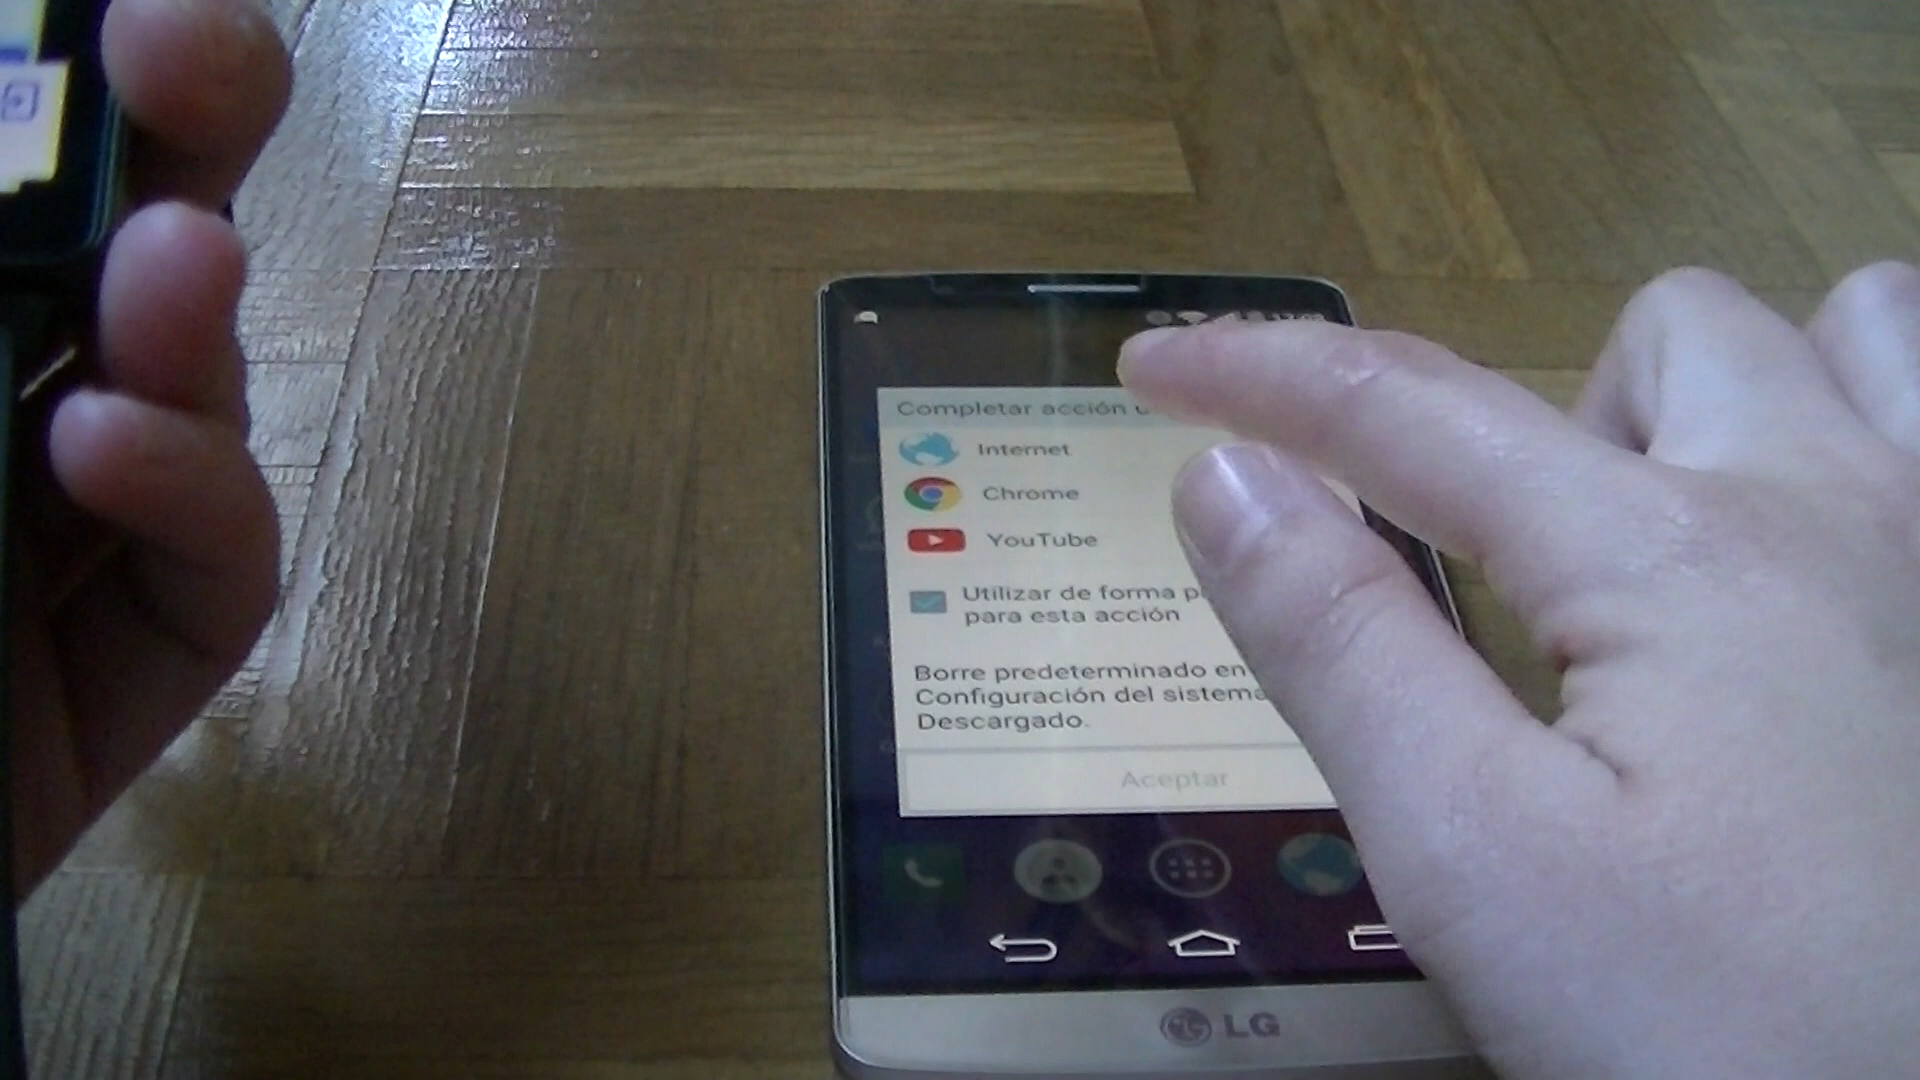 Completar acción
Internet
Chrome
YouTube
Utilizar de forma
para esta acción
Borre predeterminado en
Configuración del sistema
Descargado.
Aceptar
LG